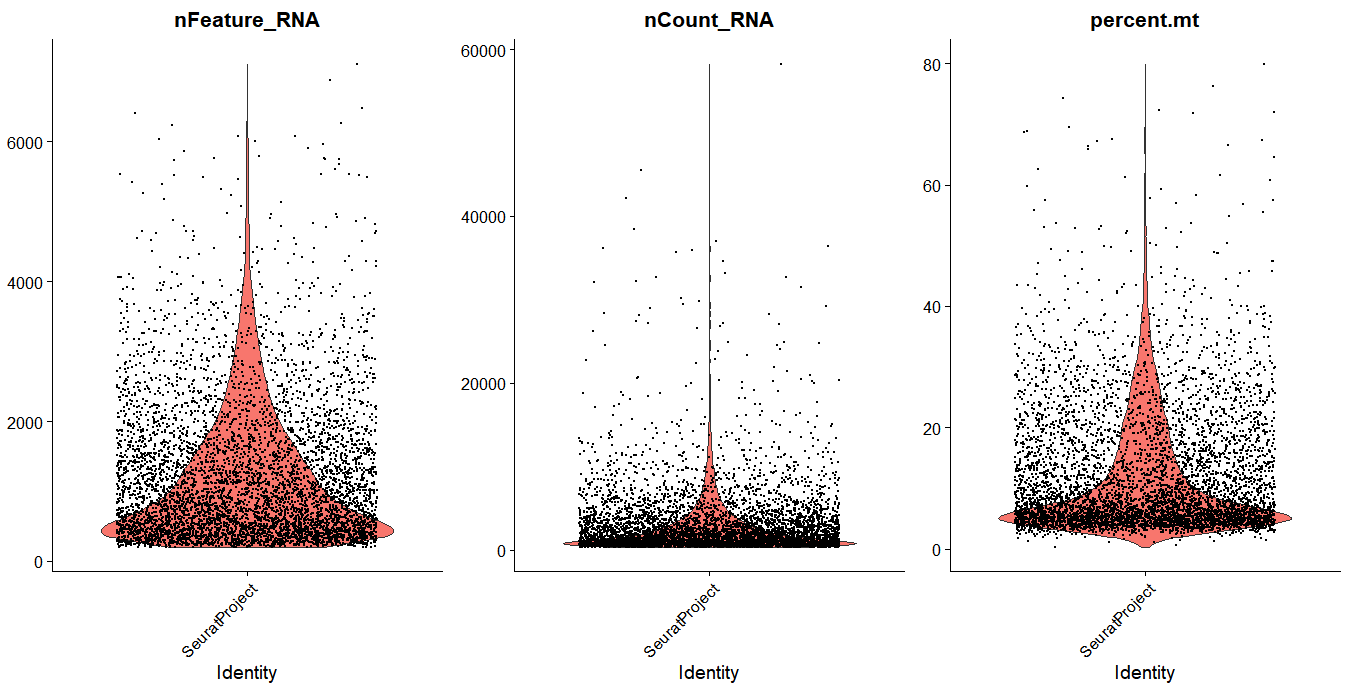 nFeature_RNA
6000
4000
2000
0
SeuratProject
Identity
nCount_RNA
60000
40000
20000
0
SeuratProject
Identity
percent.mt
80
60
40
20
0
SeuratProject
Identity